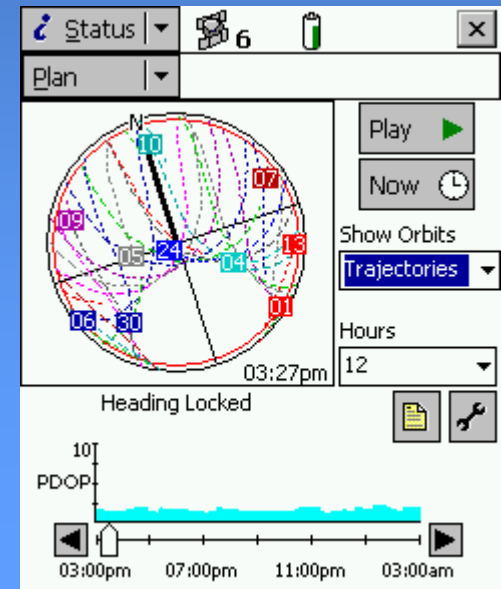 i Status 6
Plan
N
10
07
09
05 24 04 13
01
06 30
03:27pm
Play
Now
Show Orbits
Trajectories
Hours
12
Heading Locked
10
PDOP
03:00pm 07:00pm 11:00pm 03:00am